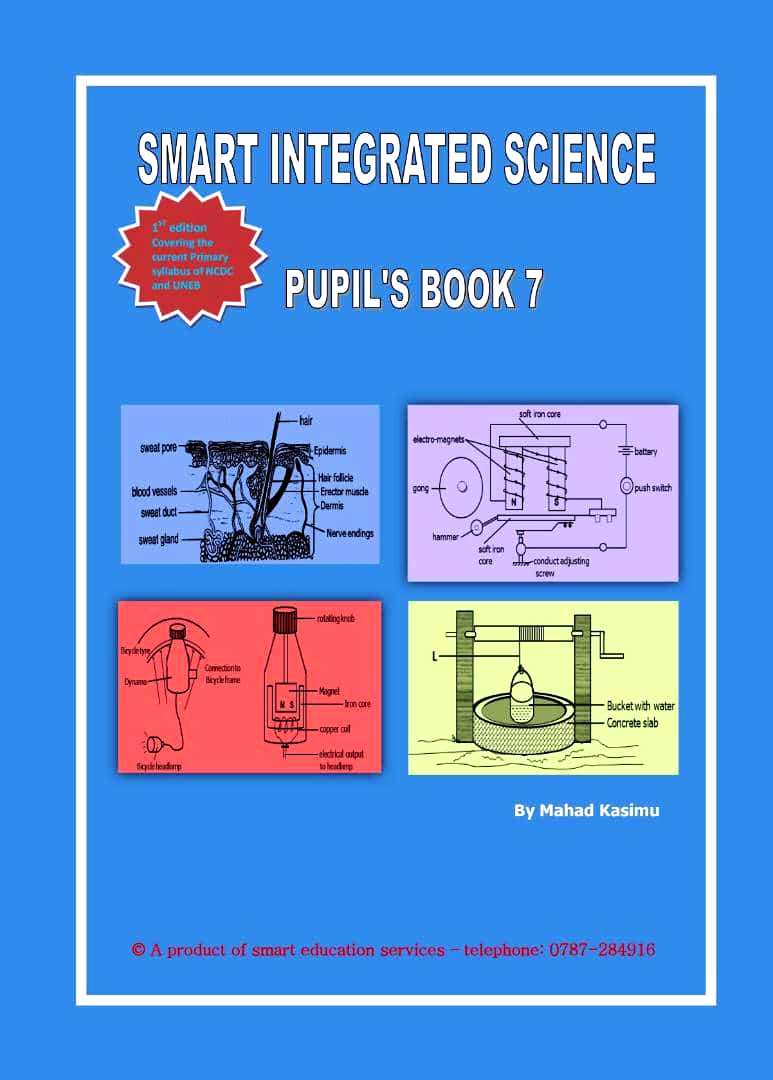 SMART INTEGRATED SCIENCE
1ST edition
Covering the
current Primary
syllabus of NCDC
and UNEB
PUPIL'S BOOK 7
hair
sweat pore
Epidermis
Hair follicle
blood vessels
Erector muscle
Dermis
sweat duct
Nerve endings
sweat gland
soft iron core
electro-magnets
battery
gong
push switch
N
S
hammer
soft iron
core
conduct adjusting
screw
rotating knob
Bicycle tyre
Dynamo
Connection to
Bicycle frame
Magnet
N S
Iron core
copper coil
electrical output
to headlamp
Bicycle headlamp
L
Bucket with water
Concrete slab
By Mahad Kasimu
© A product of smart education services – telephone: 0787-284916